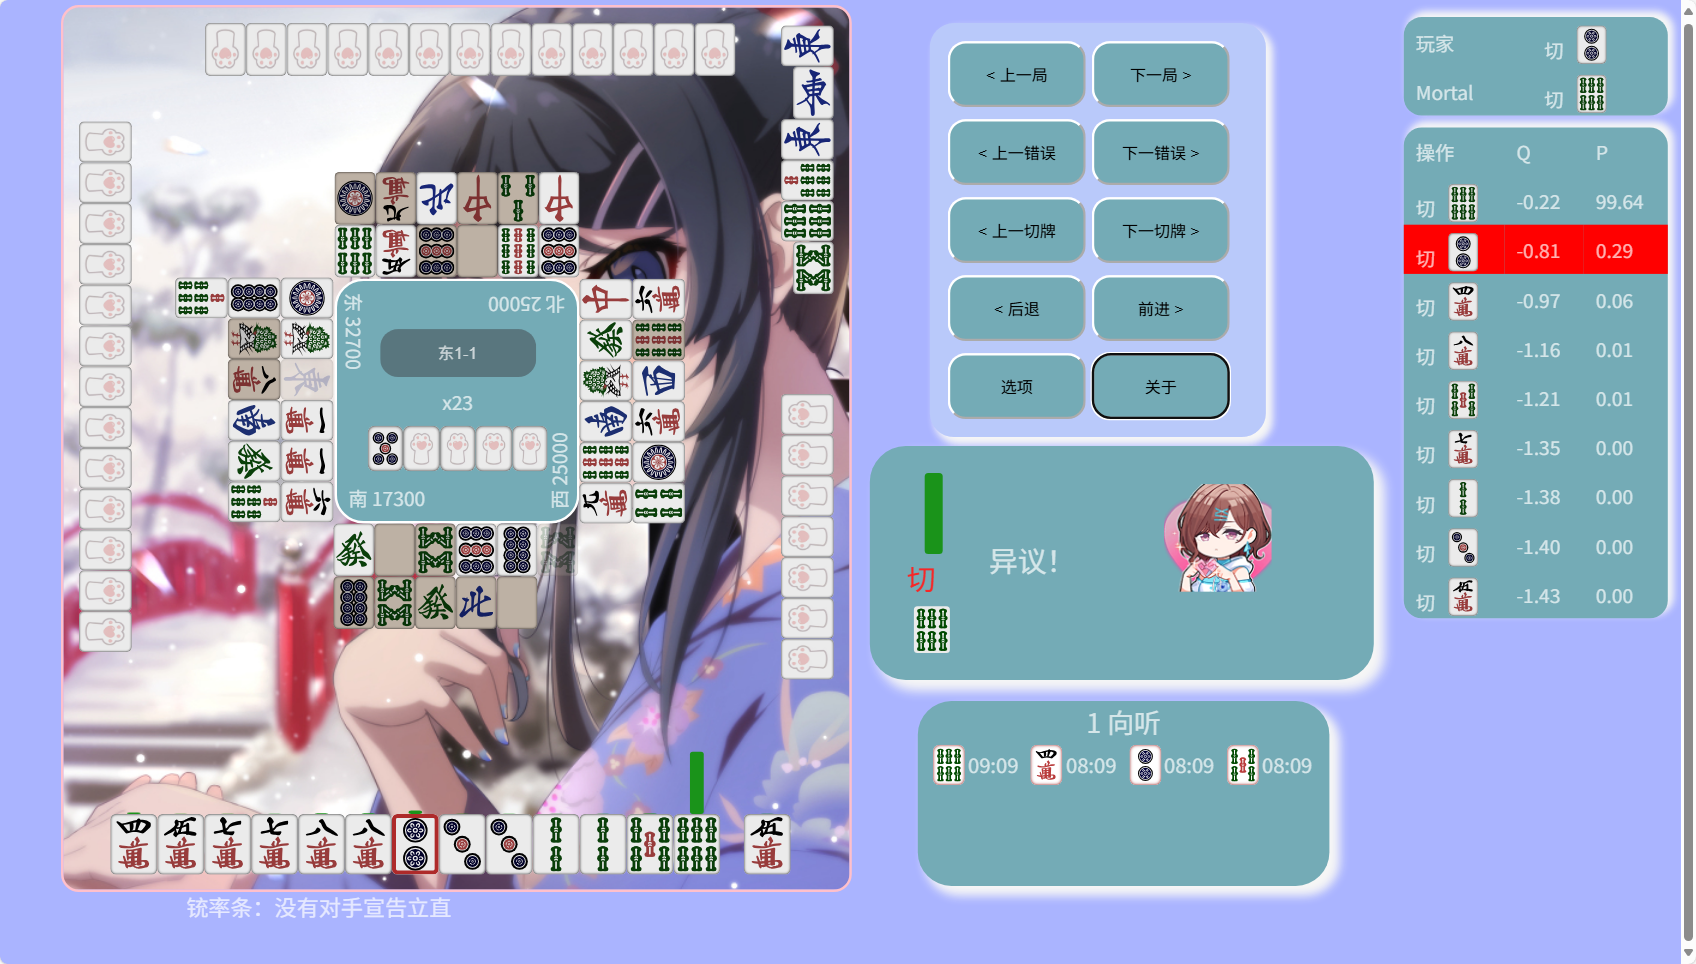 < 上一局
下一局 >
< 上一错误
下一错误 >
< 上一切牌
下一切牌 >
< 后退
前进 >
选项
关于
玩家 切
Mortal 切
操作 Q P
切 -0.22 99.64
切 -0.81 0.29
切 -0.97 0.06
切 -1.16 0.01
切 -1.21 0.01
切 -1.35 0.00
切 -1.38 0.00
切 -1.40 0.00
切 -1.43 0.00
东 32700
北 25000
东1-1
x23
南 17300
西 25000
異议！
切
1 向听
09:09 08:09 08:09 08:09
铳率条：没有对手宣告立直